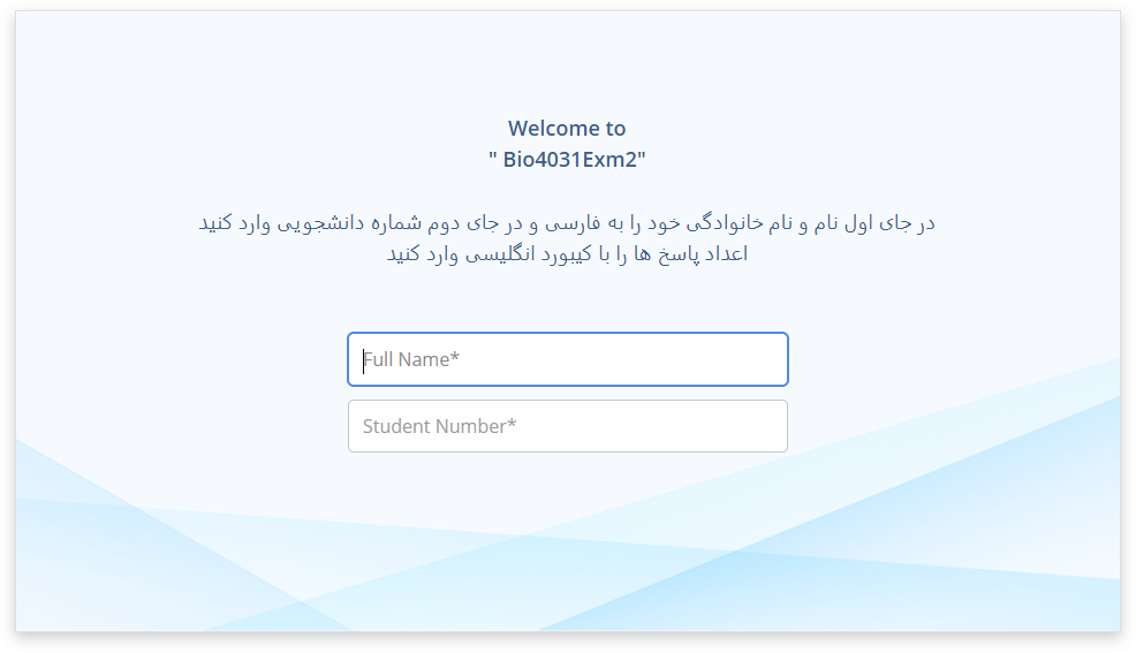 Welcome to
" Bio4031Exm2"
در جای اول نام و نام خانوادگی خود را به فارسی و در جای دوم شماره دانشجویی وارد کنید
اعداد پاسخ ها را با کیبورد انگلیسی وارد کنید
Full Name*
Student Number*